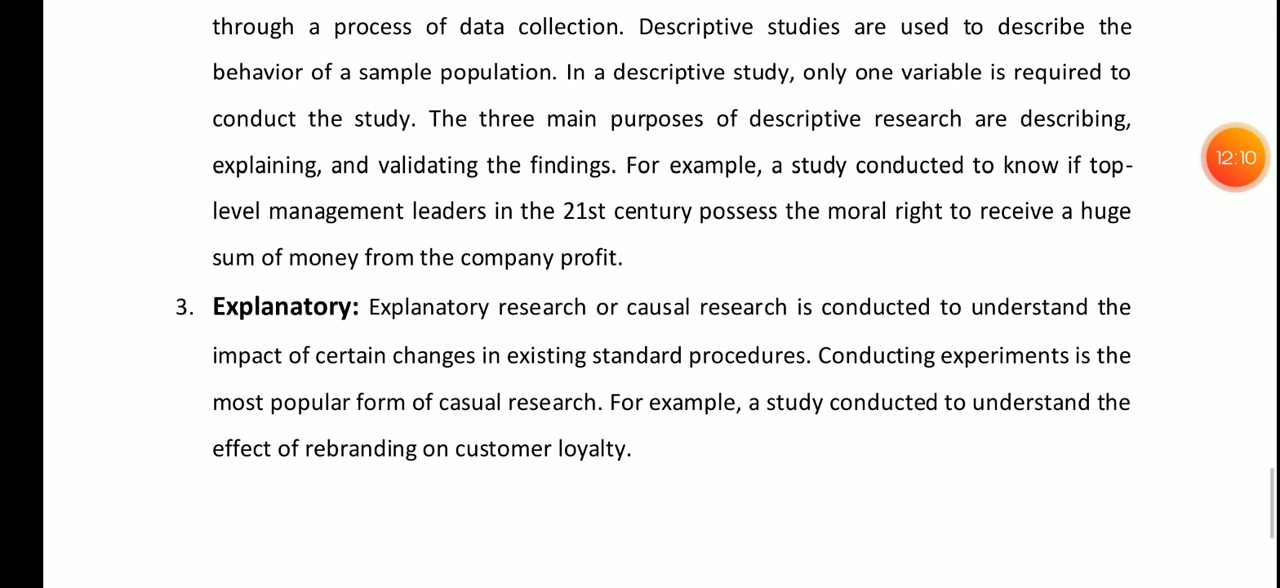 through a process of data collection. Descriptive studies are used to describe the
behavior of a sample population. In a descriptive study, only one variable is required to
conduct the study. The three main purposes of descriptive research are describing,
explaining, and validating the findings. For example, a study conducted to know if top-
level management leaders in the 21st century possess the moral right to receive a huge
sum of money from the company profit.
3. Explanatory: Explanatory research or causal research is conducted to understand the
impact of certain changes in existing standard procedures. Conducting experiments is the
most popular form of casual research. For example, a study conducted to understand the
effect of rebranding on customer loyalty.
12:10